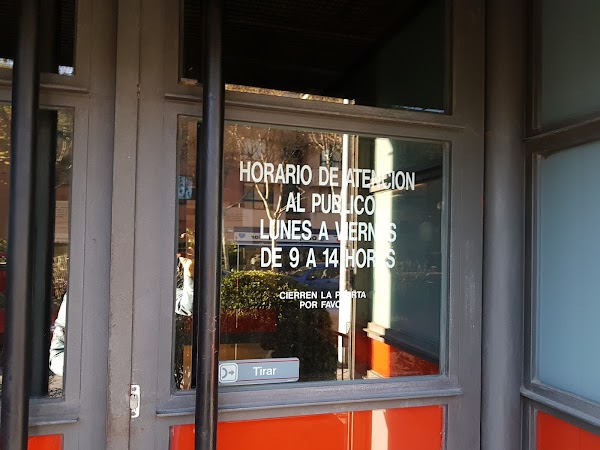 HORARIO DE ATENCION
AL PUBLICO
LUNES A VIERNES
DE 9 A 14 HORAS
CIERREN LA PUERTA
POR FAVOR
Tirar